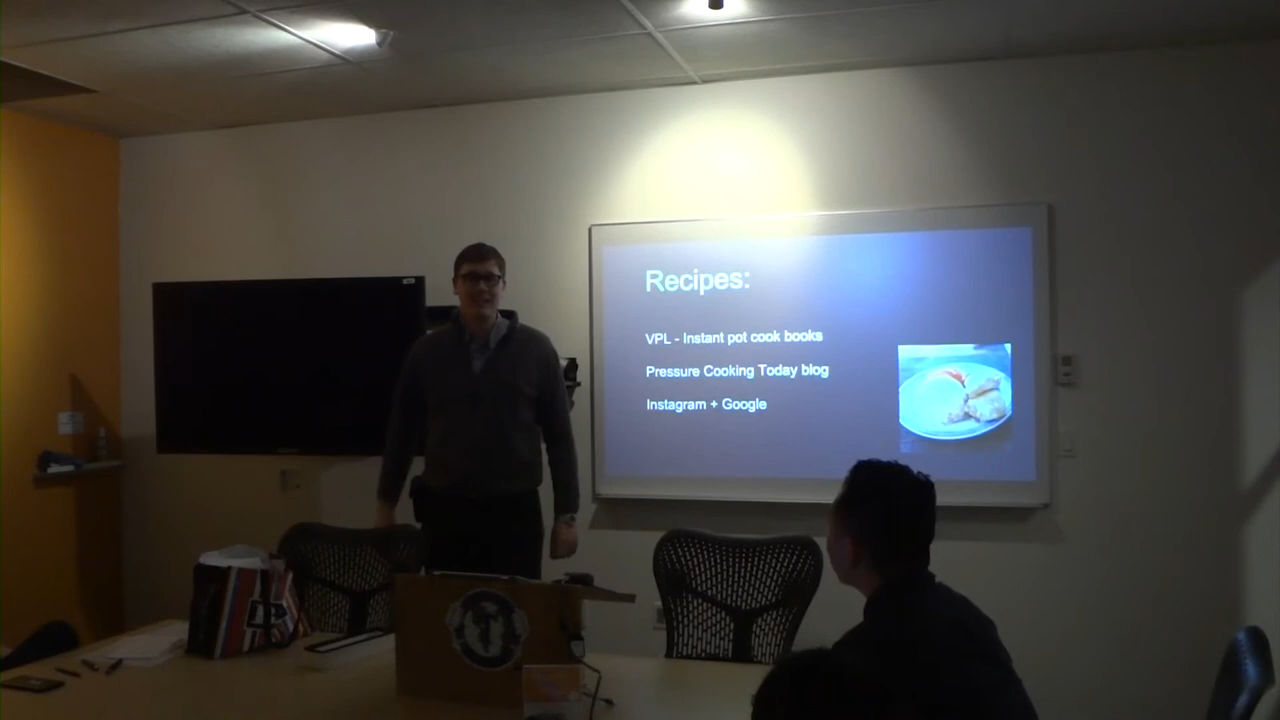 Recipes:
VPL - Instant pot cook books
Pressure Cooking Today blog
Instagram + Google